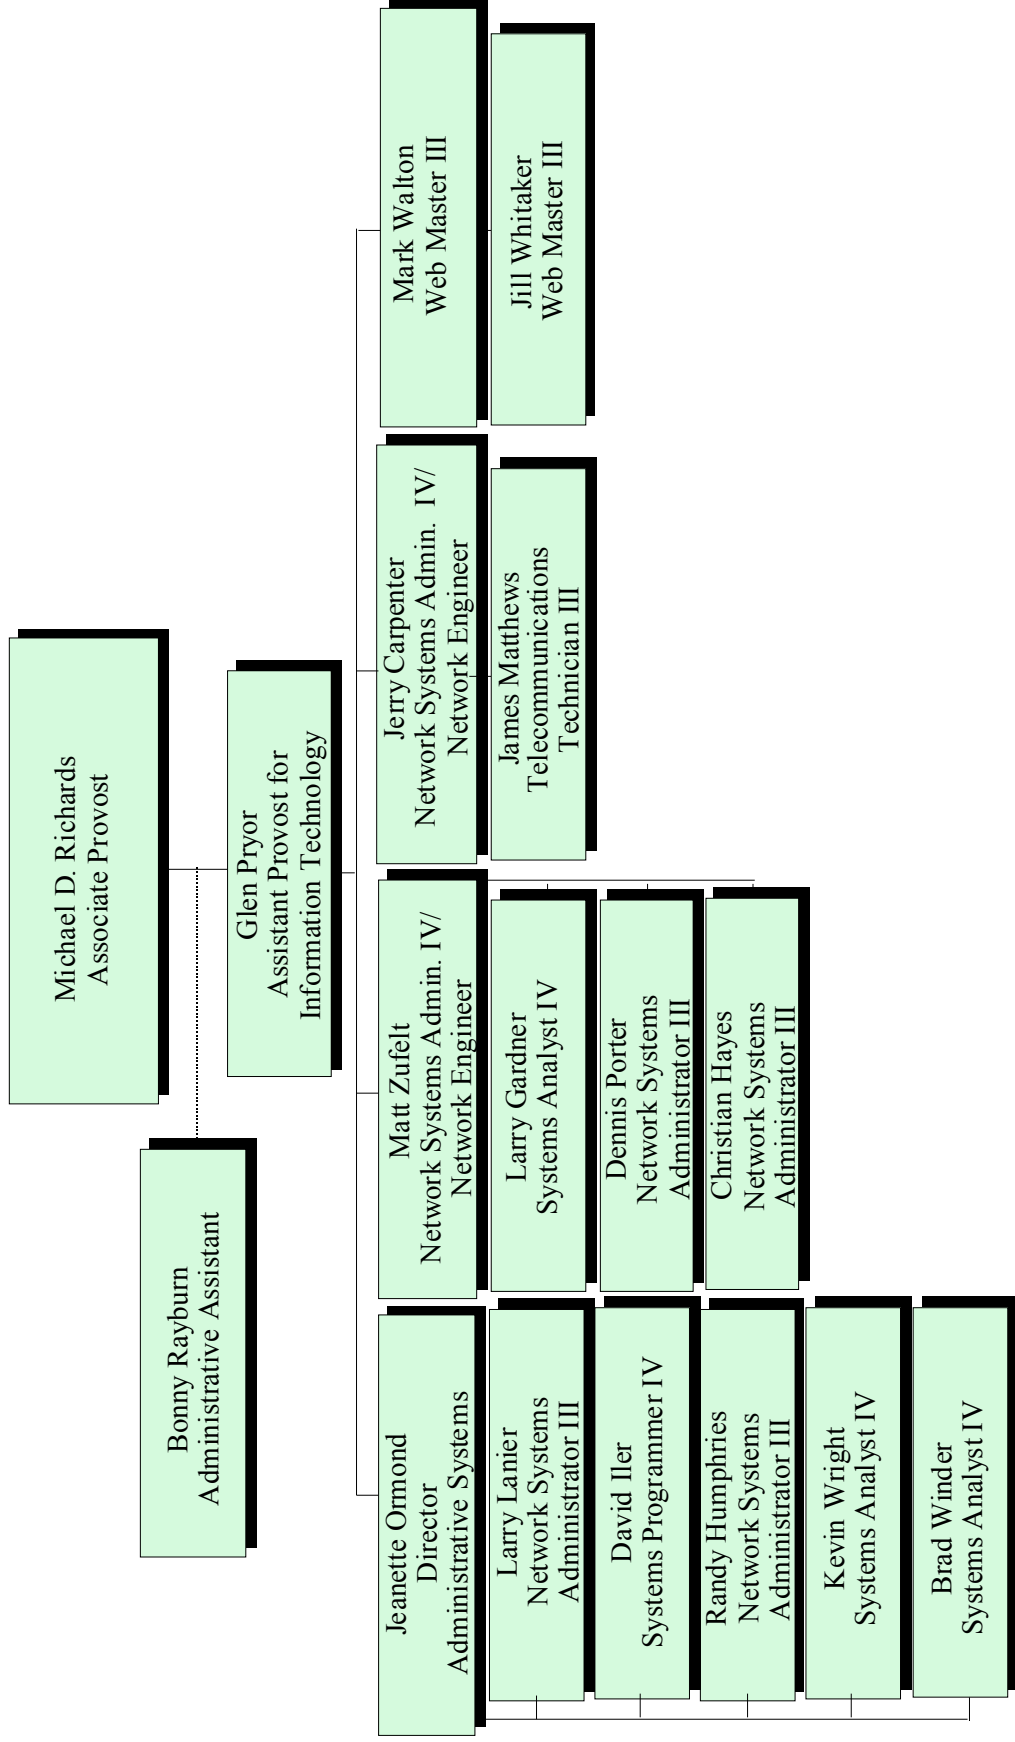 Michael D. Richards
Associate Provost
Bonny Rayburn
Administrative Assistant
Glen Pryor
Assistant Provost for
Information Technology
Jeanette Ormond
Director
Administrative Systems
Larry Lanier
Network Systems
Administrator III
David Iler
Systems Programmer IV
Randy Humphries
Network Systems
Administrator III
Kevin Wright
Systems Analyst IV
Brad Winder
Systems Analyst IV
Matt Zufelt
Network Systems Admin. IV/
Network Engineer
Larry Gardner
Systems Analyst IV
Dennis Porter
Network Systems
Administrator III
Christian Hayes
Network Systems
Administrator III
Jerry Carpenter
Network Systems Admin. IV/
Network Engineer
James Matthews
Telecommunications
Technician III
Mark Walton
Web Master III
Jill Whitaker
Web Master III